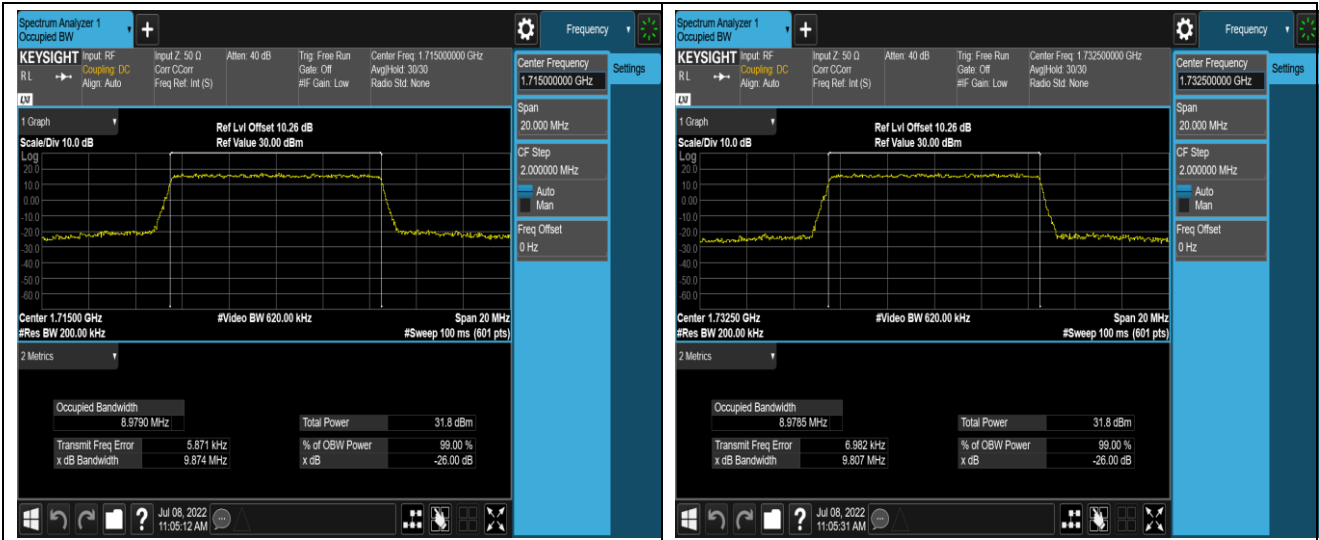 Spectrum Analyzer 1
Occupied BW
Frequency
KEYSIGHT Input: RF Input Z: 50 Ω Atten: 40 dB Trig: Free Run Center Freq: 1.715000000 GHz
Coupling: DC Corr CCorr Gate: Off Avg|Hold: 30/30
RL Align: Auto Freq Ref: Int (S) #IF Gain: Low Radio Std: None
LXI
Center Frequency
1.715000000 GHz
Settings
Span
20.000 MHz
CF Step
2.000000 MHz
Auto
Man
Freq Offset
0 Hz
1 Graph
Ref Lvl Offset 10.26 dB
Scale/Div 10.0 dB Ref Value 30.00 dBm
Log
20.0
10.0
0.00
-10.0
-20.0
-30.0
-40.0
-50.0
-60.0
Center 1.71500 GHz #Video BW 620.00 kHz Span 20 MHz
#Res BW 200.00 kHz #Sweep 100 ms (601 pts)
2 Metrics
Occupied Bandwidth
8.9790 MHz Total Power 31.8 dBm
Transmit Freq Error 5.871 kHz % of OBW Power 99.00 %
x dB Bandwidth 9.874 MHz x dB -26.00 dB
? Jul 08, 2022
11:05:12 AM
Spectrum Analyzer 1
Occupied BW
Frequency
KEYSIGHT Input: RF Input Z: 50 Ω Atten: 40 dB Trig: Free Run Center Freq: 1.732500000 GHz
Coupling: DC Corr CCorr Gate: Off Avg|Hold: 30/30
RL Align: Auto Freq Ref: Int (S) #IF Gain: Low Radio Std: None
LXI
Center Frequency
1.732500000 GHz
Settings
Span
20.000 MHz
CF Step
2.000000 MHz
Auto
Man
Freq Offset
0 Hz
1 Graph
Ref Lvl Offset 10.26 dB
Scale/Div 10.0 dB Ref Value 30.00 dBm
Log
20.0
10.0
0.00
-10.0
-20.0
-30.0
-40.0
-50.0
-60.0
Center 1.73250 GHz #Video BW 620.00 kHz Span 20 MHz
#Res BW 200.00 kHz #Sweep 100 ms (601 pts)
2 Metrics
Occupied Bandwidth
8.9785 MHz Total Power 31.8 dBm
Transmit Freq Error 6.982 kHz % of OBW Power 99.00 %
x dB Bandwidth 9.807 MHz x dB -26.00 dB
? Jul 08, 2022
11:05:31 AM